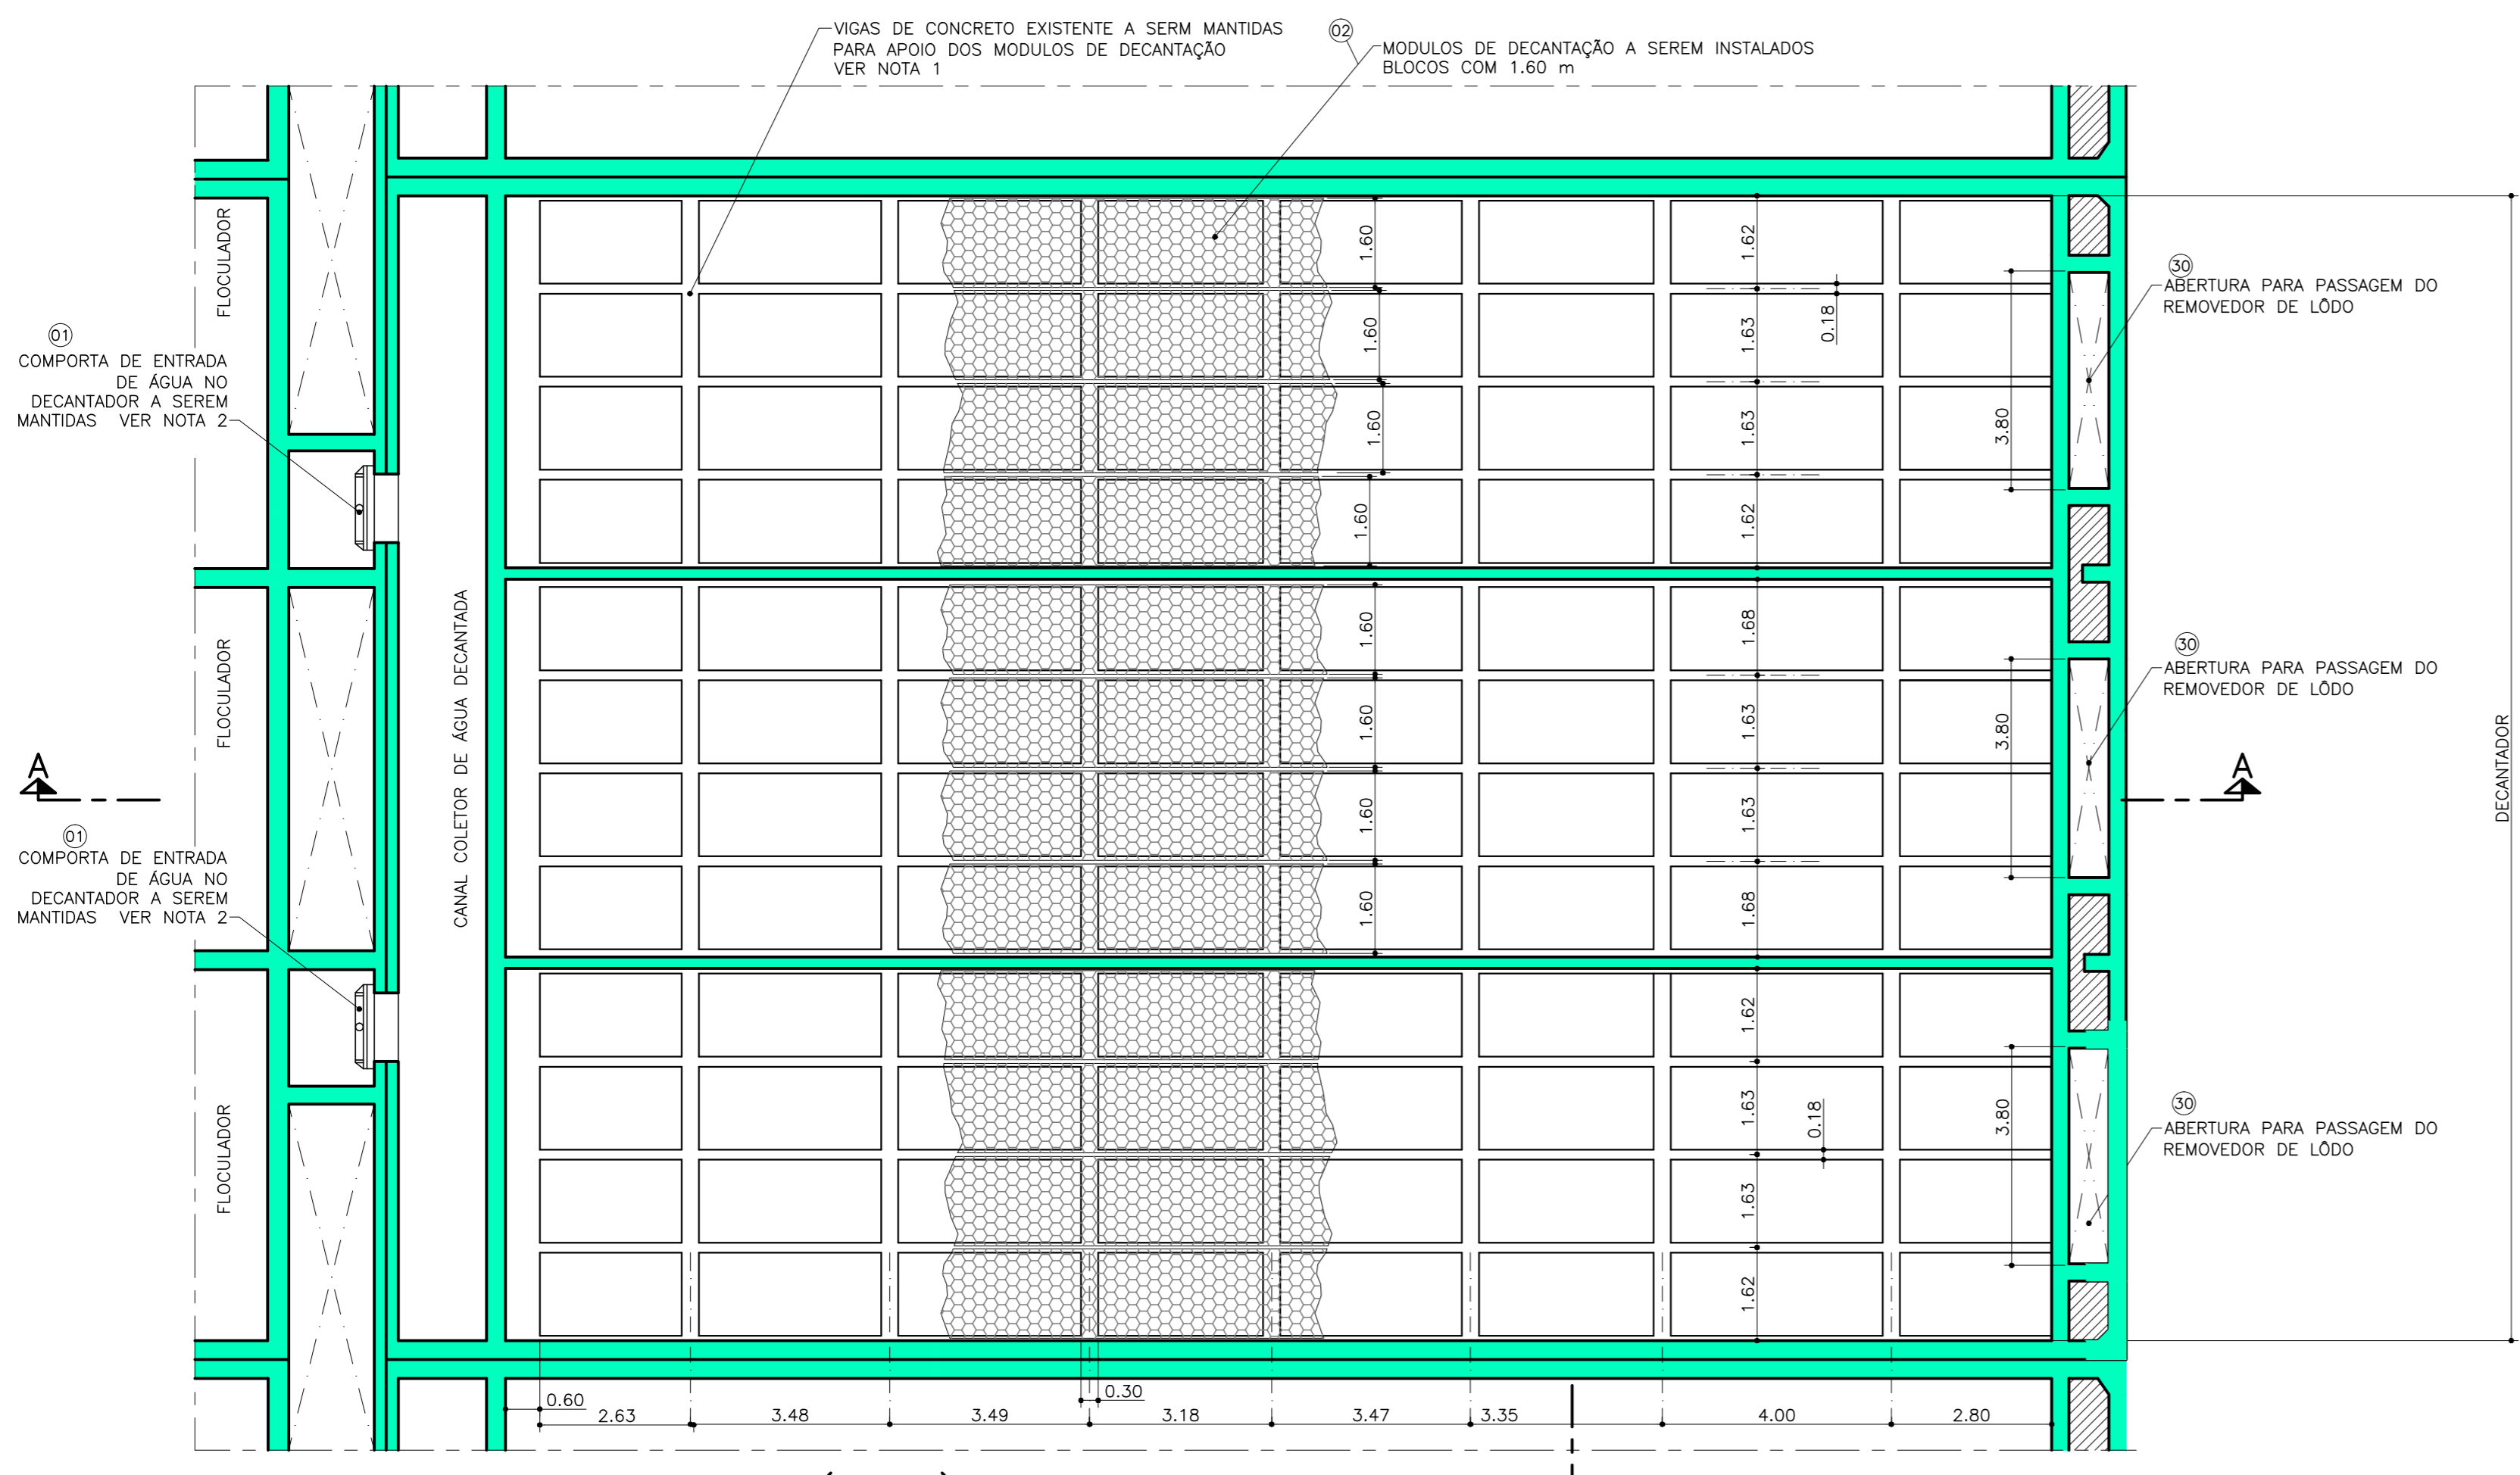 VIGAS DE CONCRETO EXISTENTE A SERM MANTIDAS
PARA APOIO DOS MODULOS DE DECANTAÇÃO
VER NOTA 1
02
MODULOS DE DECANTAÇÃO A SEREM INSTALADOS
BLOCOS COM 1.60 m
FLOCULADOR
01
COMPORTA DE ENTRADA
DE ÁGUA NO
DECANTADOR A SEREM
MANTIDAS VER NOTA 2
FLOCULADOR
A
01
COMPORTA DE ENTRADA
DE ÁGUA NO
DECANTADOR A SEREM
MANTIDAS VER NOTA 2
FLOCULADOR
CANAL COLETOR DE ÁGUA DECANTADA
1.60
1.60
1.60
1.60
1.60
1.60
1.60
1.60
1.62
1.63
1.63
1.62
1.68
1.63
1.63
1.68
1.62
1.63
1.63
1.62
0.18
0.18
3.80
3.80
3.80
30
ABERTURA PARA PASSAGEM DO
REMOVEDOR DE LÔDO
30
ABERTURA PARA PASSAGEM DO
REMOVEDOR DE LÔDO
A
30
ABERTURA PARA PASSAGEM DO
REMOVEDOR DE LÔDO
DECANTADOR
0.60
2.63
3.48
3.49
0.30
3.18
3.47
3.35
4.00
2.80